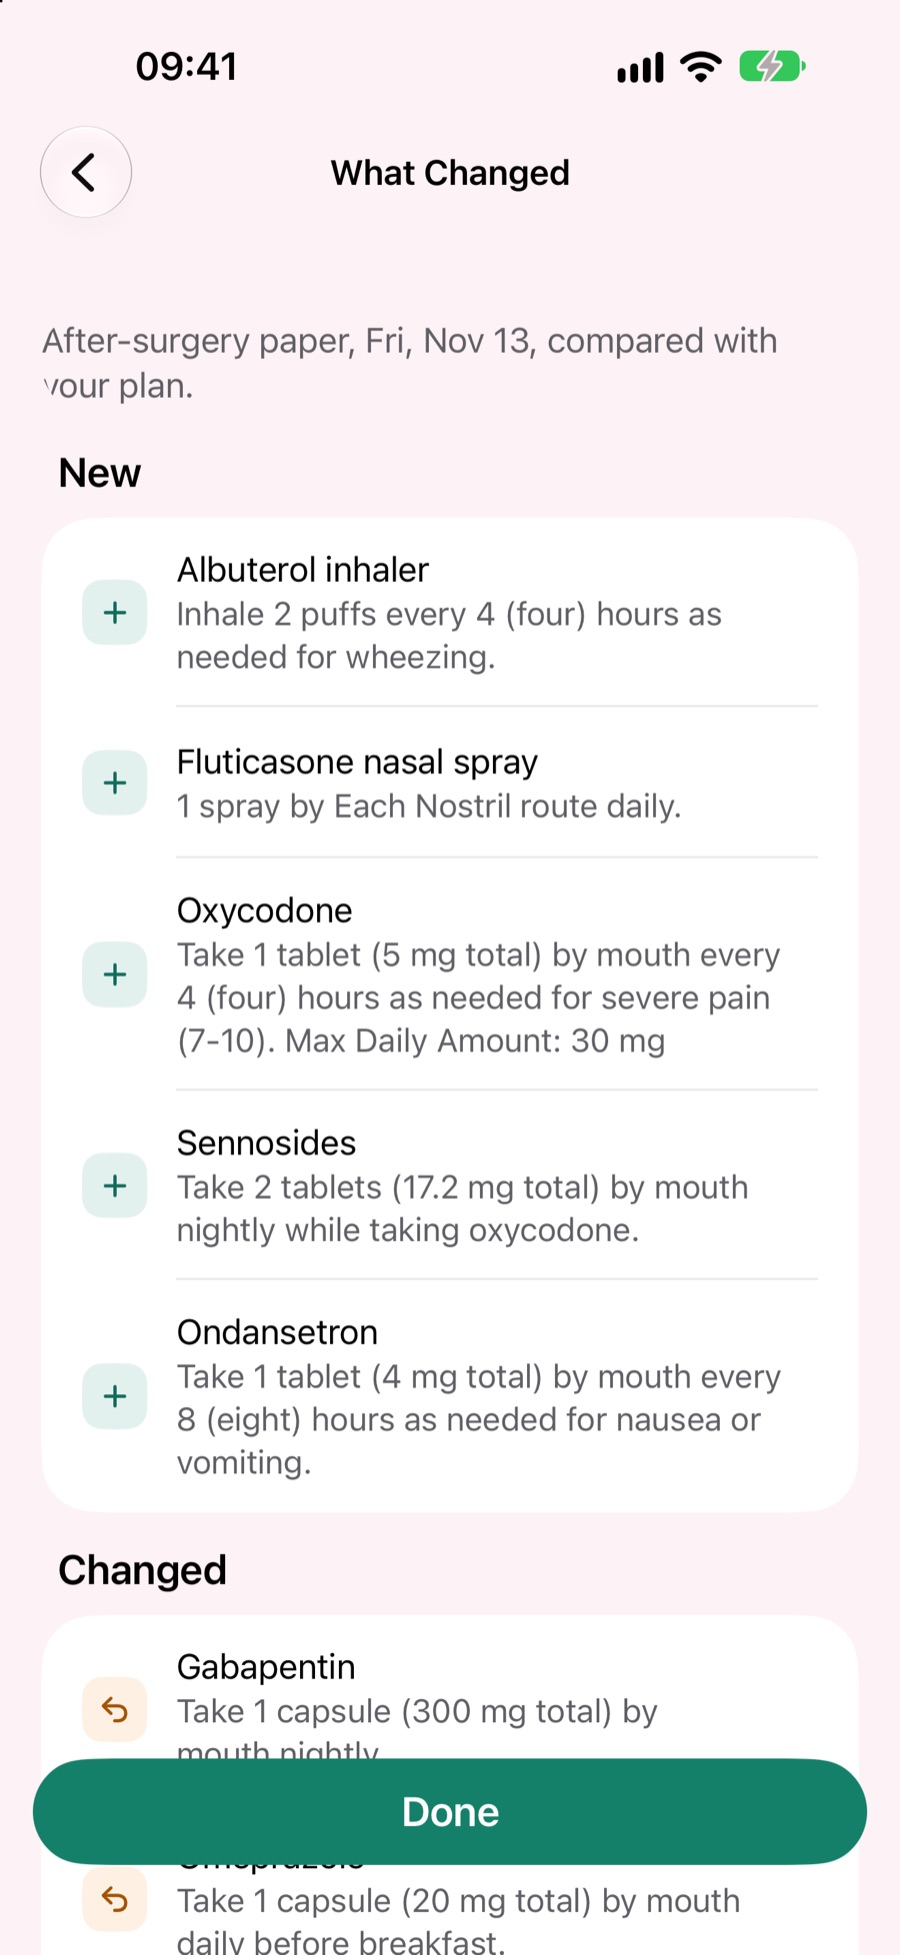 09:41
What Changed
After-surgery paper, Fri, Nov 13, compared with
your plan.
New
Albuterol inhaler
Inhale 2 puffs every 4 (four) hours as
needed for wheezing.
Fluticasone nasal spray
1 spray by Each Nostril route daily.
Oxycodone
Take 1 tablet (5 mg total) by mouth every
4 (four) hours as needed for severe pain
(7-10). Max Daily Amount: 30 mg
Sennosides
Take 2 tablets (17.2 mg total) by mouth
nightly while taking oxycodone.
Ondansetron
Take 1 tablet (4 mg total) by mouth every
8 (eight) hours as needed for nausea or
vomiting.
Changed
Gabapentin
Take 1 capsule (300 mg total) by
mouth nightly
Done
Take 1 capsule (20 mg total) by mouth
daily before breakfast.